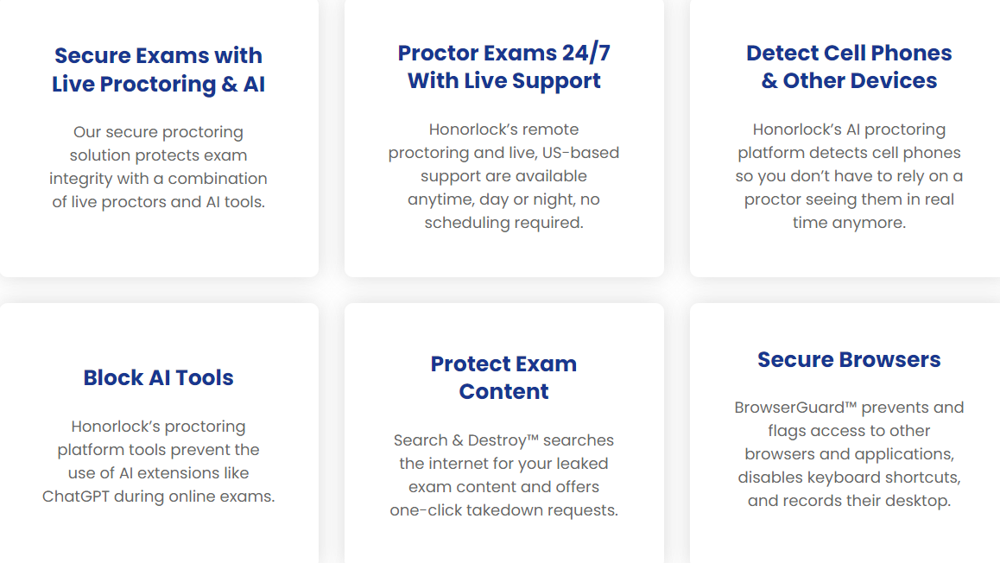 Secure Exams with
Live Proctoring & AI
Our secure proctoring
solution protects exam
integrity with a combination
of live proctors and AI tools.
Proctor Exams 24/7
With Live Support
Honorlock’s remote
proctoring and live, US-based
support are available
anytime, day or night, no
scheduling required.
Detect Cell Phones
& Other Devices
Honorlock’s AI proctoring
platform detects cell phones
so you don’t have to rely on a
proctor seeing them in real
time anymore.
Block AI Tools
Honorlock’s proctoring
platform tools prevent the
use of AI extensions like
ChatGPT during online exams.
Protect Exam
Content
Search & Destroy™ searches
the internet for your leaked
exam content and offers
one-click takedown requests.
Secure Browsers
BrowserGuard™ prevents and
flags access to other
browsers and applications,
disables keyboard shortcuts,
and records their desktop.